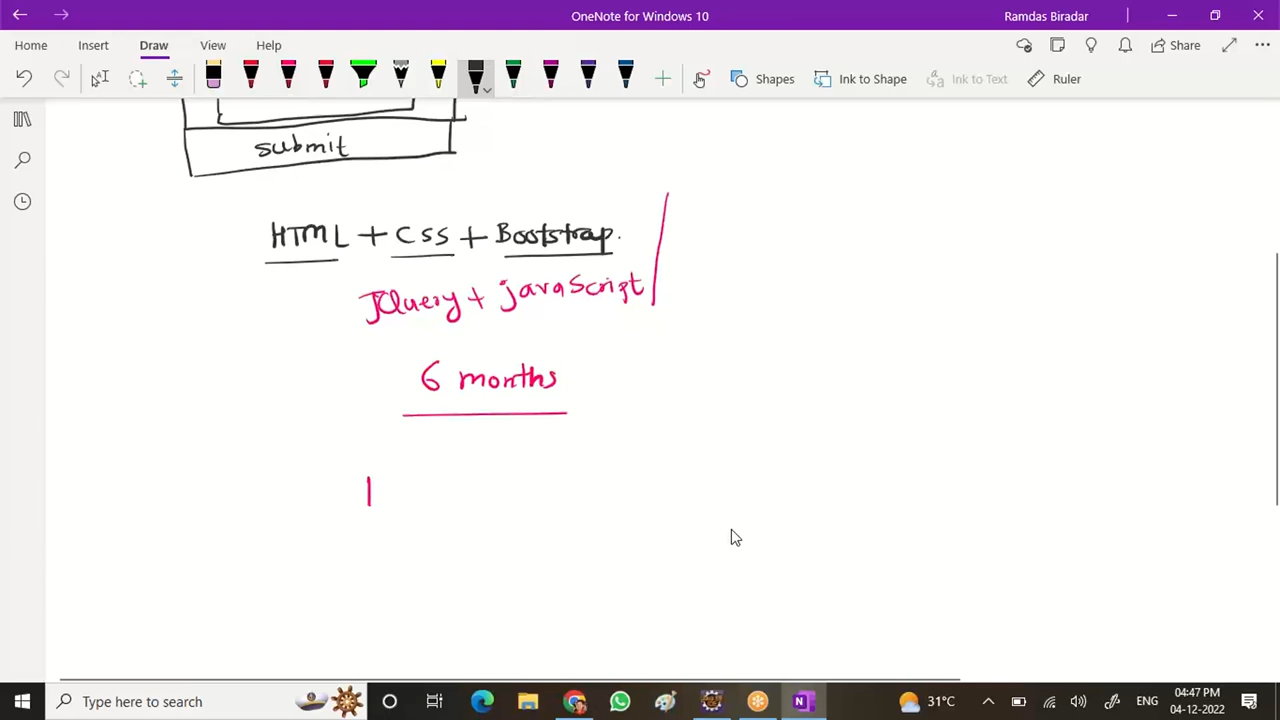 OneNote for Windows 10
Ramdas Biradar
Home Insert Draw View Help
Share
Shapes
Ink to Shape
Ink to Text
Ruler
submit
HTML + Css + Bootstrap.
JQuery + javaScript
6 months
Type here to search
31°C
ENG
04:47 PM
04-12-2022